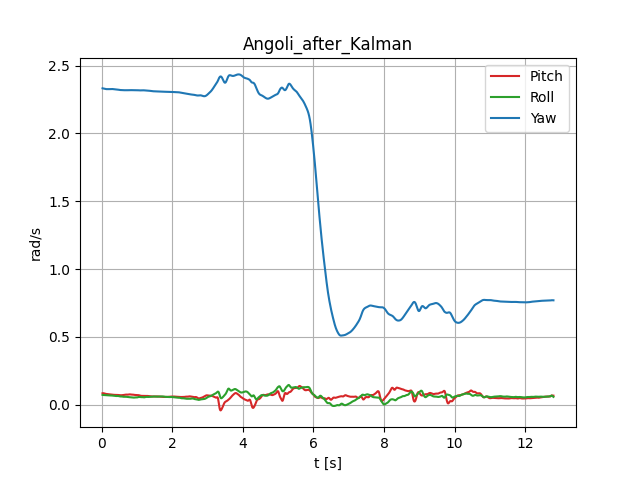 Angoli_after_Kalman
2.5
2.0
1.5
1.0
0.5
0.0
rad/s
Pitch
Roll
Yaw
0 2 4 6 8 10 12
t [s]